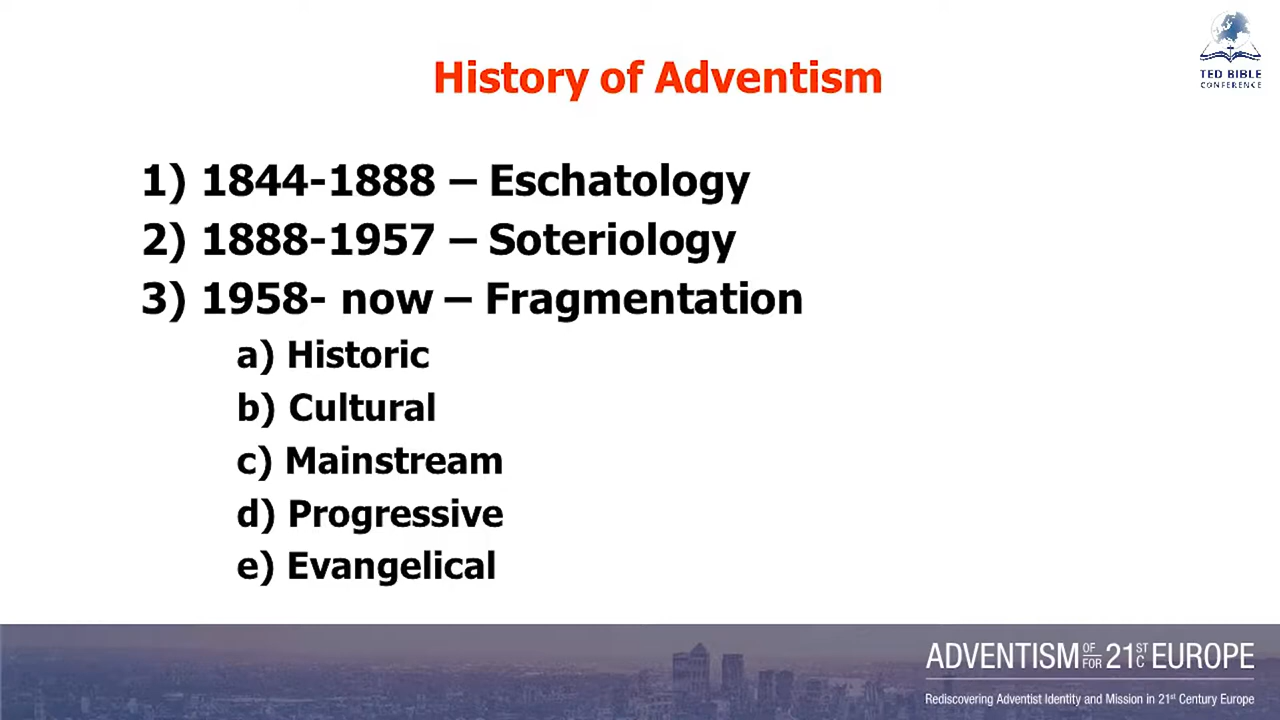 TED BIBLE
CONFERENCE
History of Adventism
1) 1844-1888 – Eschatology
2) 1888-1957 – Soteriology
3) 1958- now – Fragmentation
a) Historic
b) Cultural
c) Mainstream
d) Progressive
e) Evangelical
ADVENTISM OF/FOR 21ST C EUROPE
Rediscovering Adventist Identity and Mission in 21st Century Europe